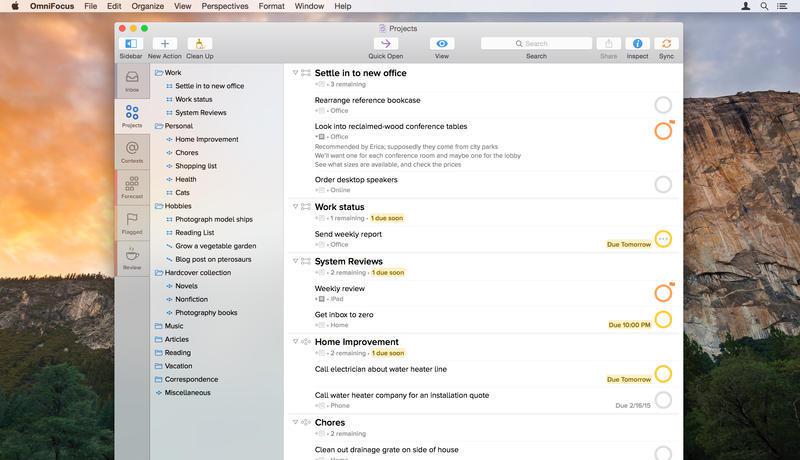 OmniFocus File Edit Organize View Perspectives Format Window Help
Projects
Sidebar New Action Clean Up Quick Open View Search Search Share Inspect Sync
Inbox
Projects
Contexts
Forecast
Flagged
Review
Work
Settle in to new office
Work status
System Reviews
Personal
Home Improvement
Chores
Shopping list
Health
Cats
Hobbies
Photograph model ships
Reading List
Grow a vegetable garden
Blog post on pterosaurs
Hardcover collection
Novels
Nonfiction
Photography books
Music
Articles
Reading
Vacation
Correspondence
Miscellaneous
Settle in to new office
• 3 remaining
Rearrange reference bookcase
• Office
Look into reclaimed-wood conference tables
• Office
Recommended by Erica; supposedly they come from city parks
We'll want one for each conference room and maybe one for the lobby
See what sizes are available, and check the prices
Order desktop speakers
• Online
Work status
• 1 remaining • 1 due soon
Send weekly report
• Office Due Tomorrow
System Reviews
• 2 remaining • 1 due soon
Weekly review
• iPad
Get inbox to zero
• Home Due 10:00 PM
Home Improvement
• 2 remaining • 1 due soon
Call electrician about water heater line
Due Tomorrow
Call water heater company for an installation quote
• Phone Due 2/16/15
Chores
• 2 remaining
Clean out drainage grate on side of house